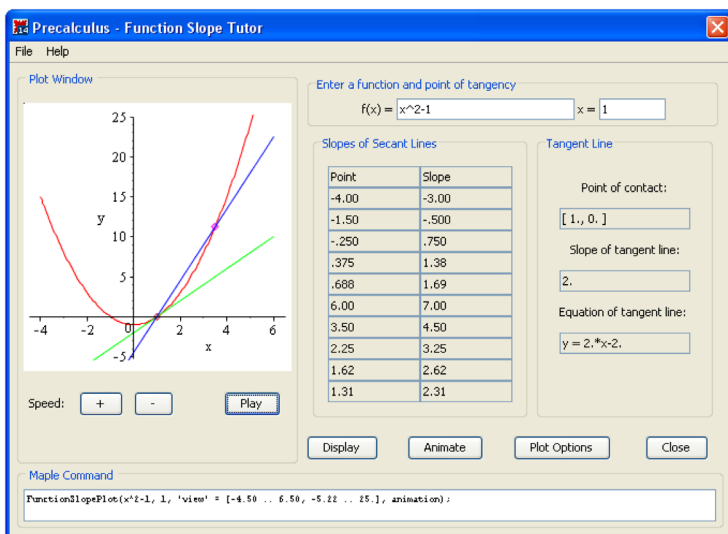 Precalculus - Function Slope Tutor
File Help
Plot Window
25
20
15
y
10
5
-4 -2 0 2 4 6
x
-5
Speed: + - Play
Enter a function and point of tangency
f(x) = x^2-1 x = 1
Slopes of Secant Lines
Point Slope
-4.00 -3.00
-1.50 -.500
-.250 .750
.375 1.38
.688 1.69
6.00 7.00
3.50 4.50
2.25 3.25
1.62 2.62
1.31 2.31
Tangent Line
Point of contact:
[ 1., 0. ]
Slope of tangent line:
2.
Equation of tangent line:
y = 2.*x-2.
Display Animate Plot Options Close
Maple Command
FunctionSlopePlot(x^2-1, 1, 'view' = [-4.50 .. 6.50, -5.22 .. 25.], animation);